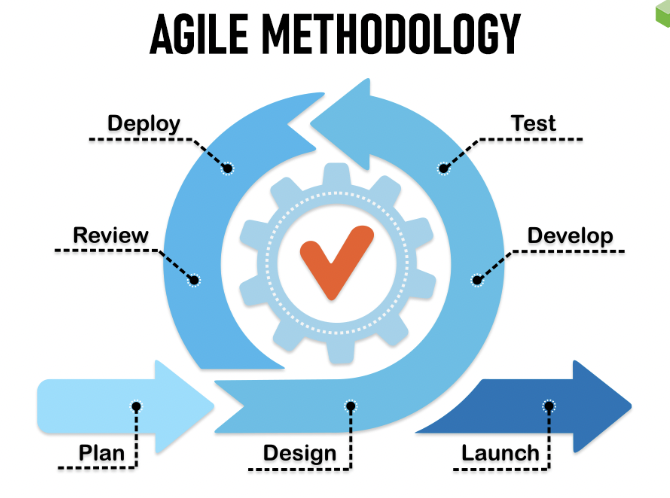 AGILE METHODOLOGY
Deploy
Test
Review
Develop
Plan
Design
Launch